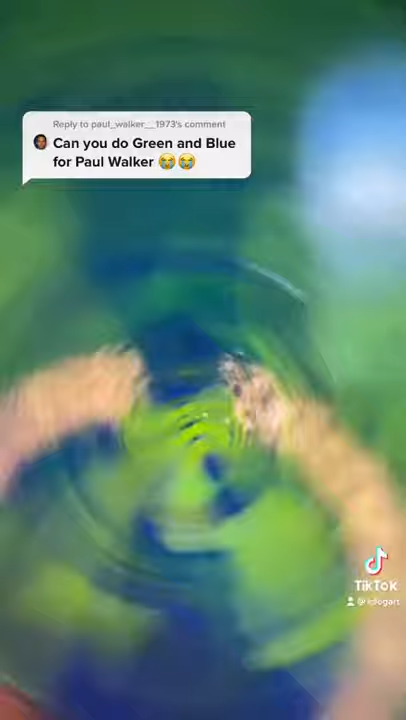 Reply to paul_walker__1973's comment
Can you do Green and Blue
for Paul Walker 😭😭
TikTok